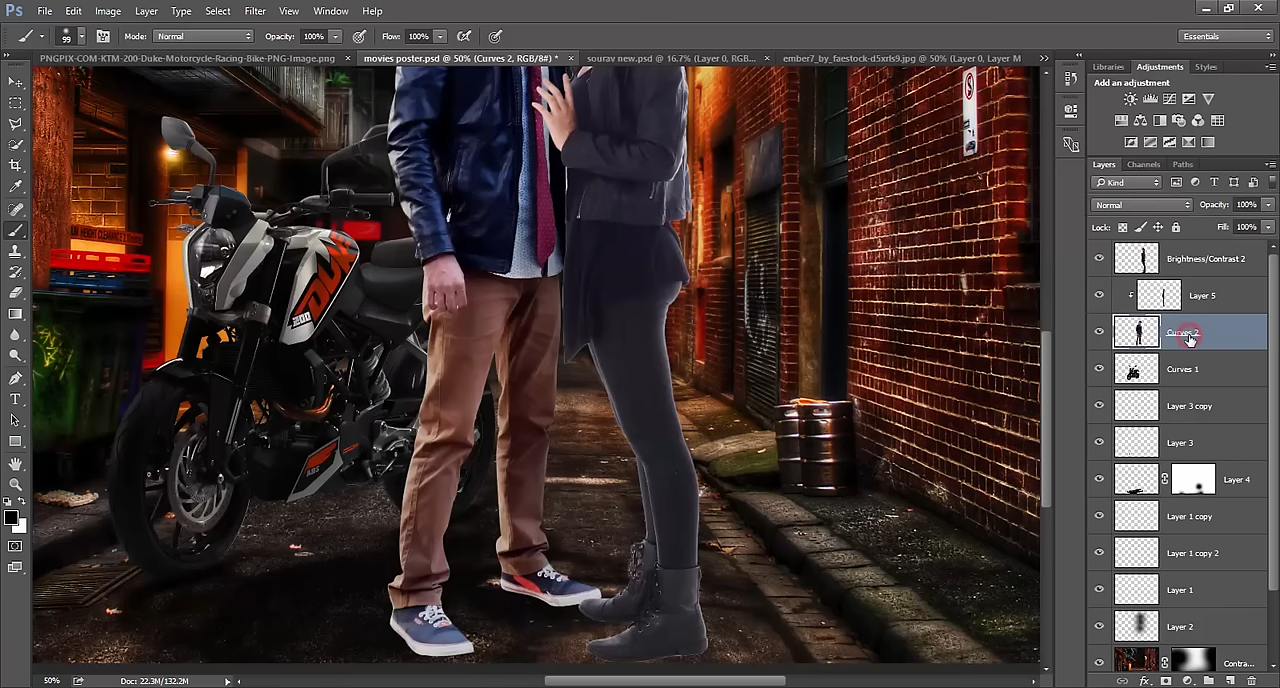 Ps File Edit Image Layer Type Select Filter View Window Help
99 Mode: Normal Opacity: 100% Flow: 100% Essentials
PNGPIX-COM-KTM-200-Duke-Motorcycle-Racing-Bike-PNG-Image.png × movies poster.psd @ 50% (Curves 2, RGB/8#) * × sourav new.psd @ 16.7% (Layer 0, RGB... × ember7_by_faestock-d5xrls9.jpg @ 50% (Layer 0, Layer M
Libraries Adjustments Styles
Add an adjustment
Layers Channels Paths
Kind
Normal Opacity: 100%
Lock: Fill: 100%
Brightness/Contrast 2
Layer 5
Curves 2
Curves 1
Layer 3 copy
Layer 3
Layer 4
Layer 1 copy
Layer 1 copy 2
Layer 1
Layer 2
Contra...
HEIGHT CLEARANCE
DUKE
200
ABS
50% Doc: 22.3M/132.2M